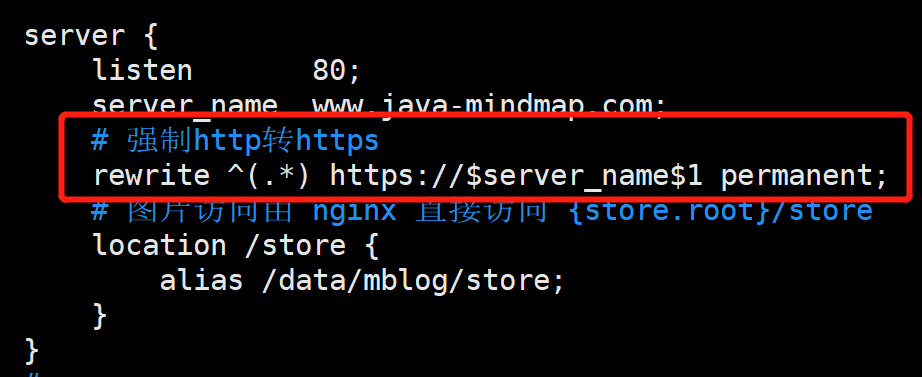 server {
    listen       80;
    server_name  www.java-mindmap.com;
    # 强制http转https
    rewrite ^(.*) https://$server_name$1 permanent;
    # 图片访问由 nginx 直接访问 {store.root}/store
    location /store {
        alias /data/mblog/store;
    }
}
#